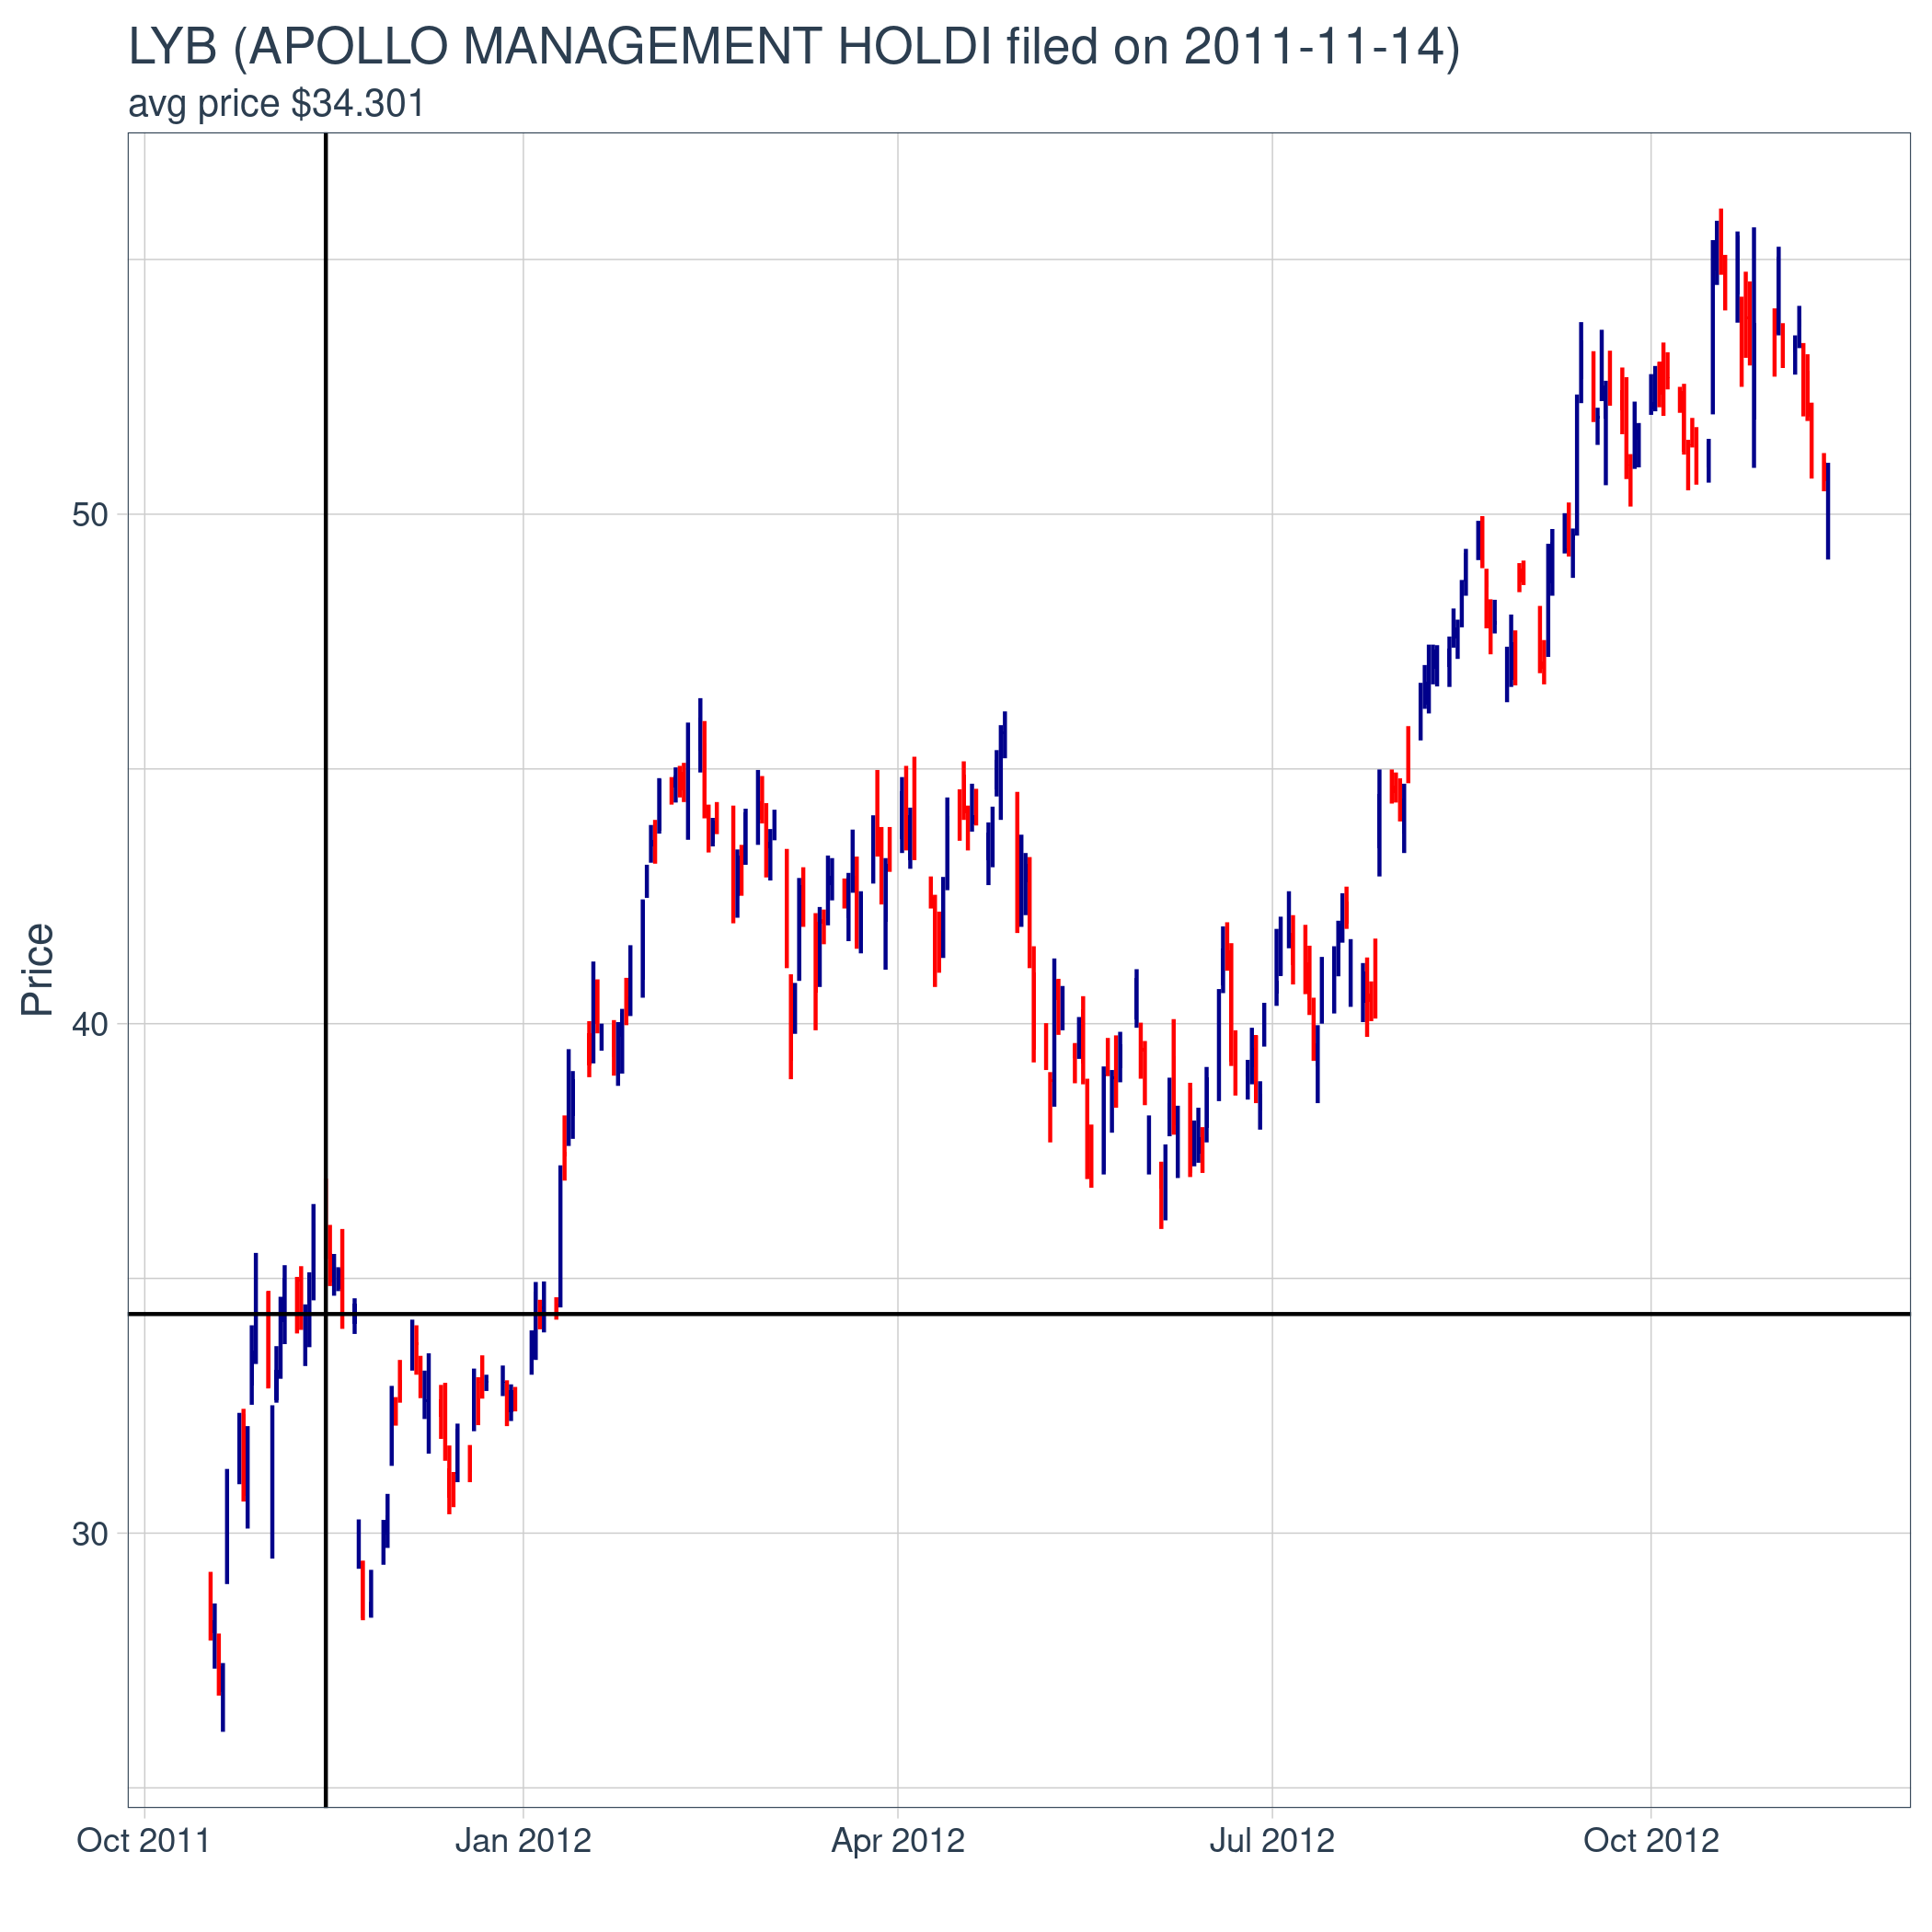 LYB (APOLLO MANAGEMENT HOLDI filed on 2011-11-14)
avg price $34.301
Price
50
40
30
Oct 2011
Jan 2012
Apr 2012
Jul 2012
Oct 2012